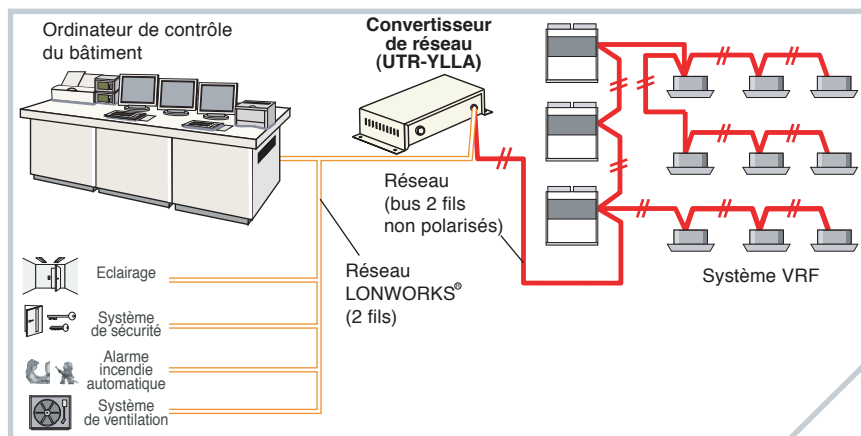 Ordinateur de contrôle
du bâtiment
Convertisseur
de réseau
(UTR-YLLA)
Réseau
(bus 2 fils
non polarisés)
Réseau
LONWORKS®
(2 fils)
Système VRF
Eclairage
Système
de sécurité
Alarme
incendie
automatique
Système
de ventilation